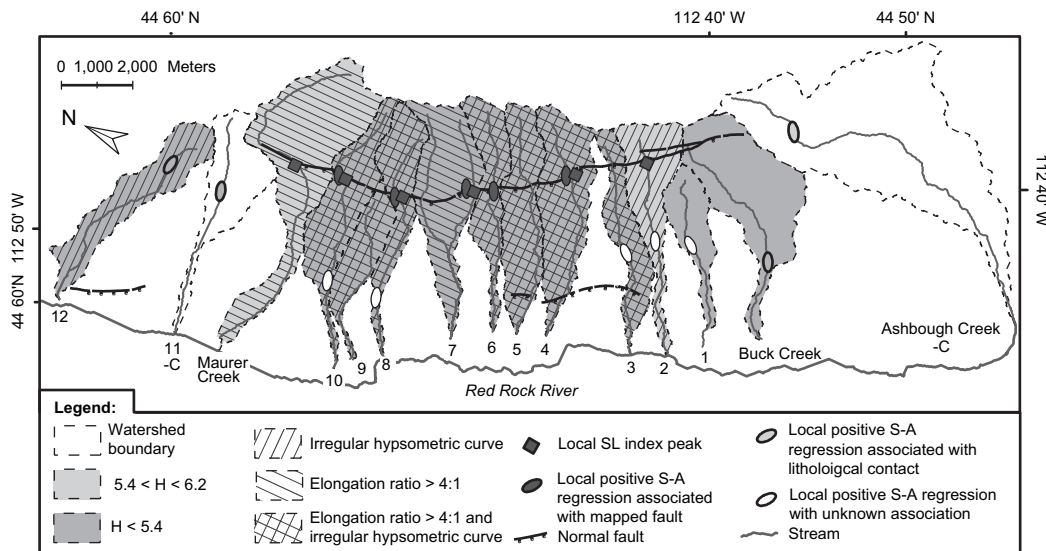 44 60' N
112 40' W
44 50' N
0 1,000 2,000 Meters
N
112 40' W
112 50' W
44 60' N
12
11
-C
Maurer
Creek
10
9
8
7
6
5
4
3
2
1
Buck Creek
Ashbough Creek
-C
Red Rock River
Legend:
Watershed
boundary
5.4 < H < 6.2
H < 5.4
Irregular hypsometric curve
Elongation ratio > 4:1
Elongation ratio > 4:1 and
irregular hypsometric curve
Local SL index peak
Local positive S-A
regression associated
with mapped fault
Normal fault
Local positive S-A
regression associated with
litholoigcal contact
Local positive S-A regression
with unknown association
Stream